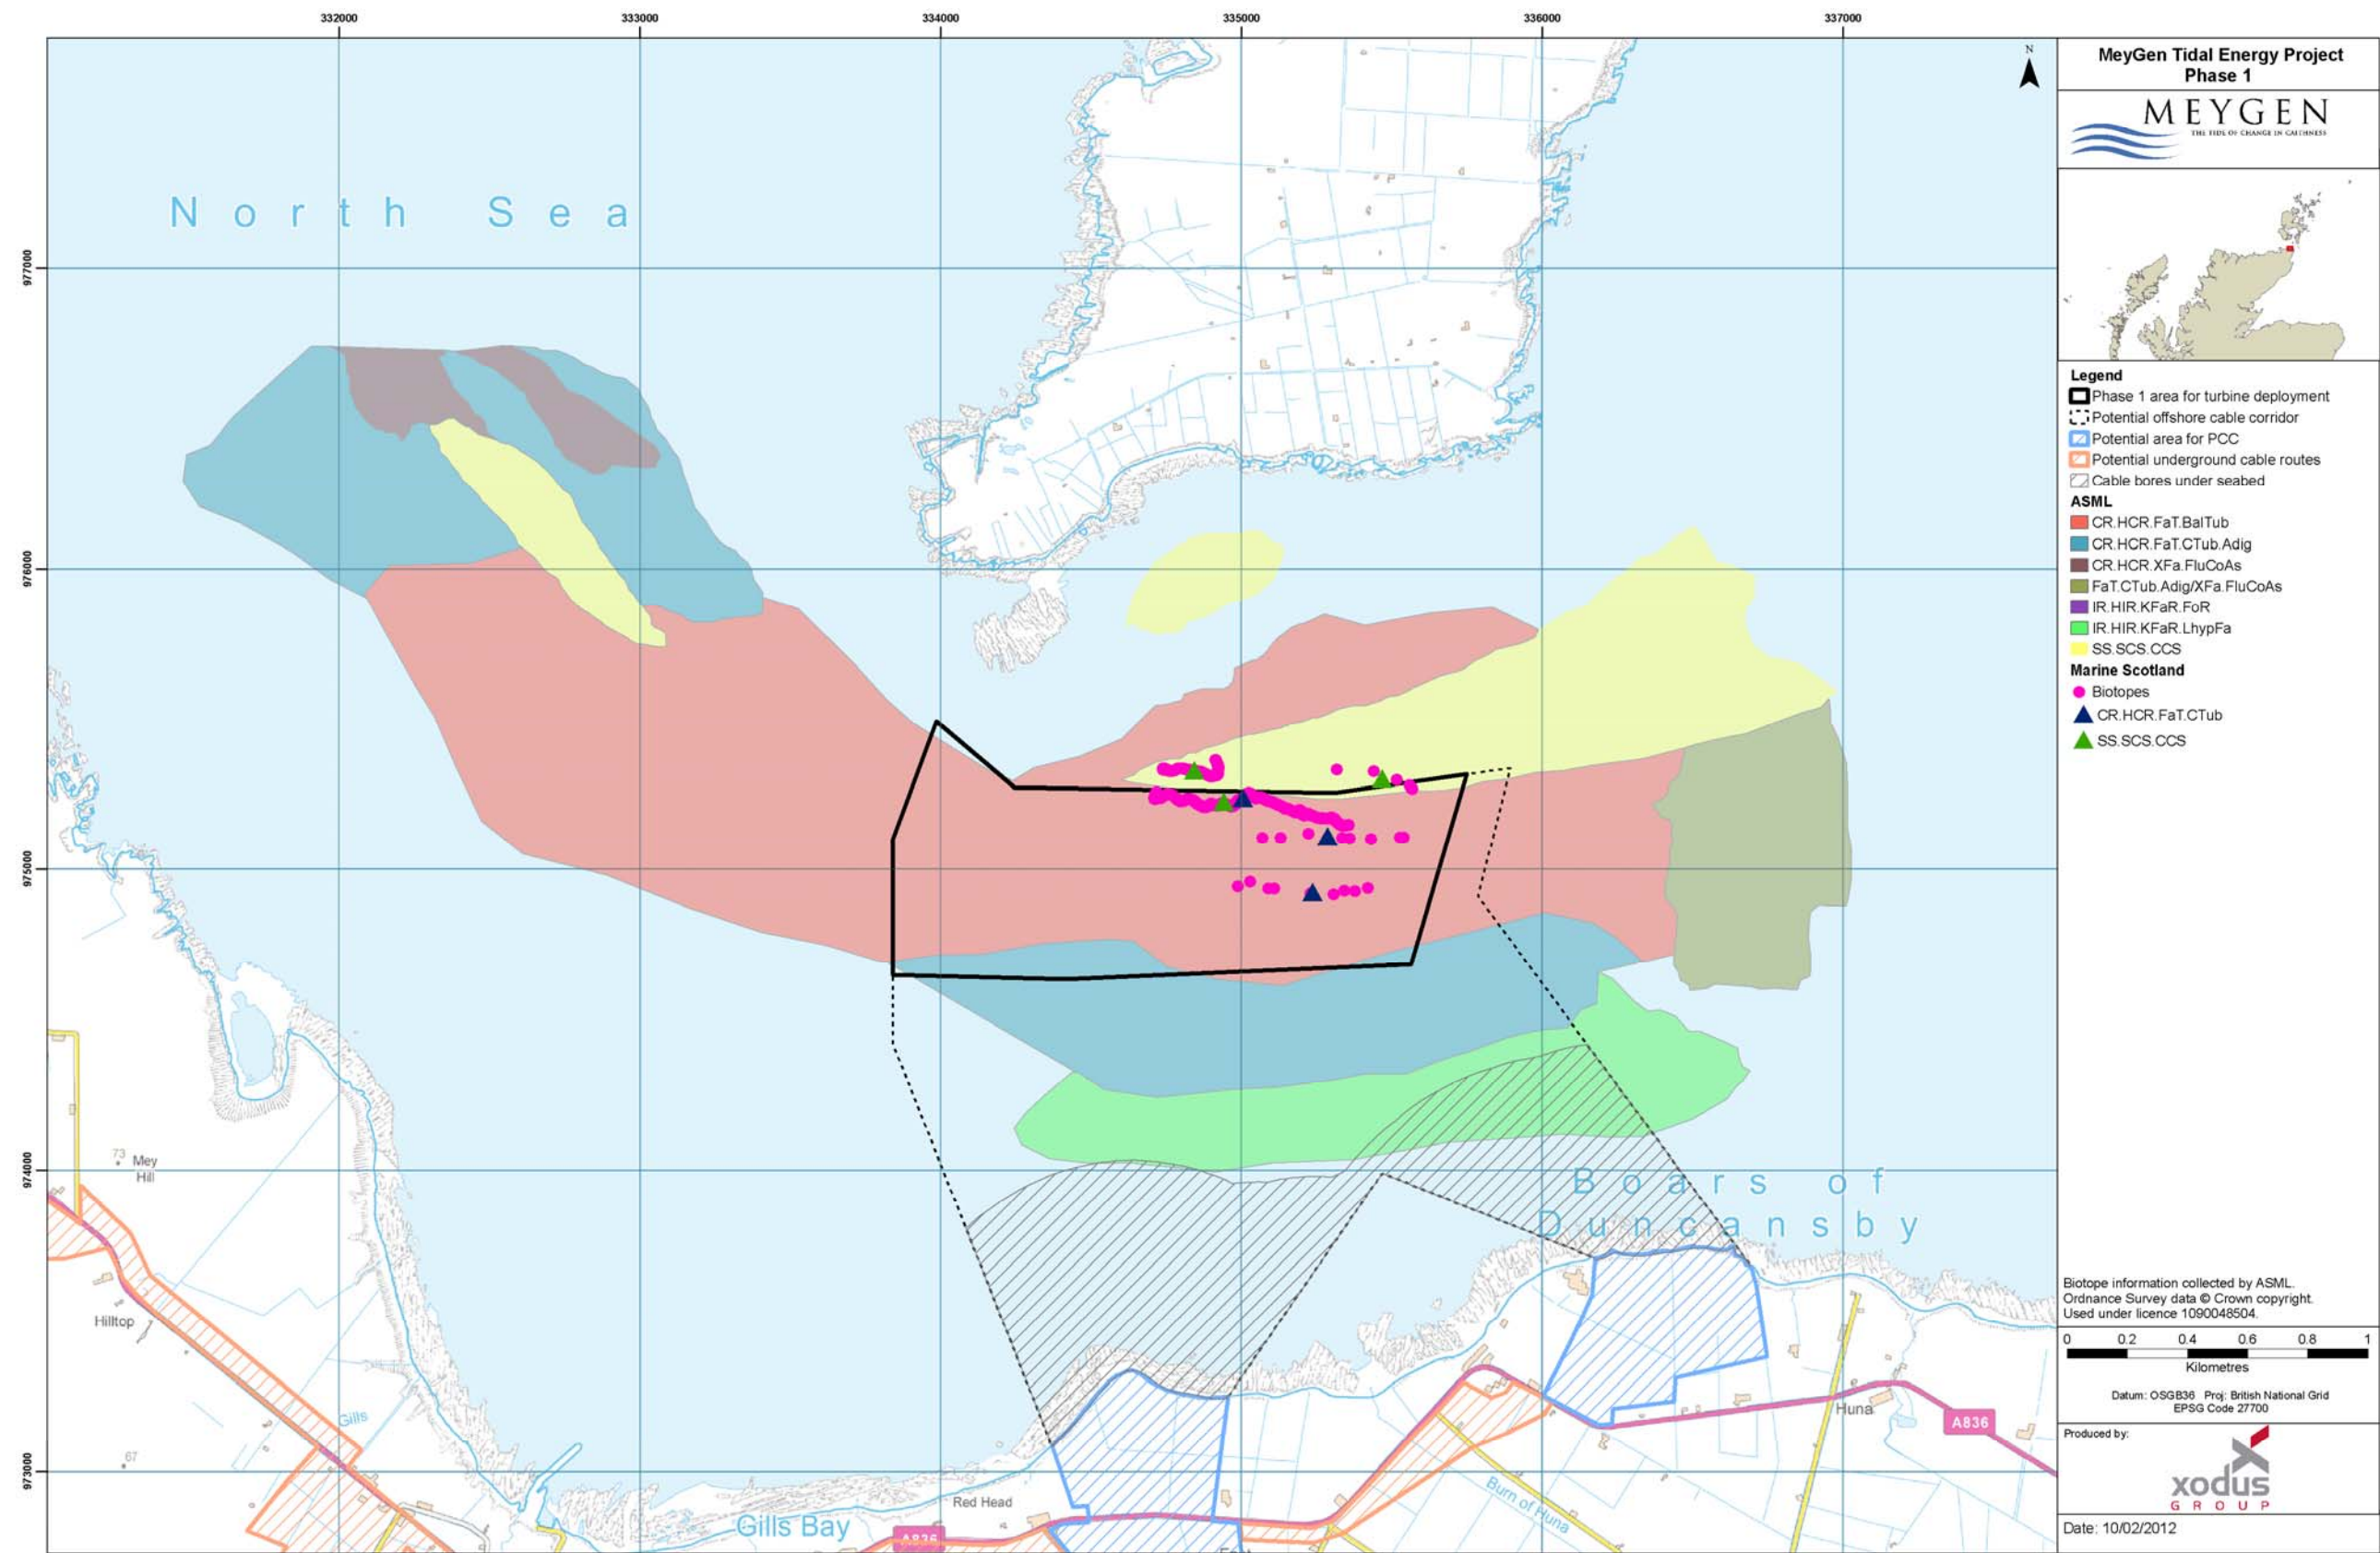 332000 333000 334000 335000 336000 337000
N
North Sea
977000
976000
975000
974000
973000
73
Mey
Hill
Hilltop
Gills
67
Gills Bay
Red Head
A836
Boars of
Duncansby
Burn of Huna
Huna
A836
MeyGen Tidal Energy Project
Phase 1
MEYGEN
THE TIDE OF CHANGE IN CAITHNESS
Legend
Phase 1 area for turbine deployment
Potential offshore cable corridor
Potential area for PCC
Potential underground cable routes
Cable bores under seabed
ASML
CR.HCR.FaT.BalTub
CR.HCR.FaT.CTub.Adig
CR.HCR.XFa.FluCoAs
FaT.CTub.Adig/XFa.FluCoAs
IR.HIR.KFaR.FoR
IR.HIR.KFaR.LhypFa
SS.SCS.CCS
Marine Scotland
Biotopes
CR.HCR.FaT.CTub
SS.SCS.CCS
Biotope information collected by ASML.
Ordnance Survey data © Crown copyright.
Used under licence 1090048504.
0 0.2 0.4 0.6 0.8 1
Kilometres
Datum: OSGB36 Proj: British National Grid
EPSG Code 27700
Produced by:
xodus
GROUP
Date: 10/02/2012